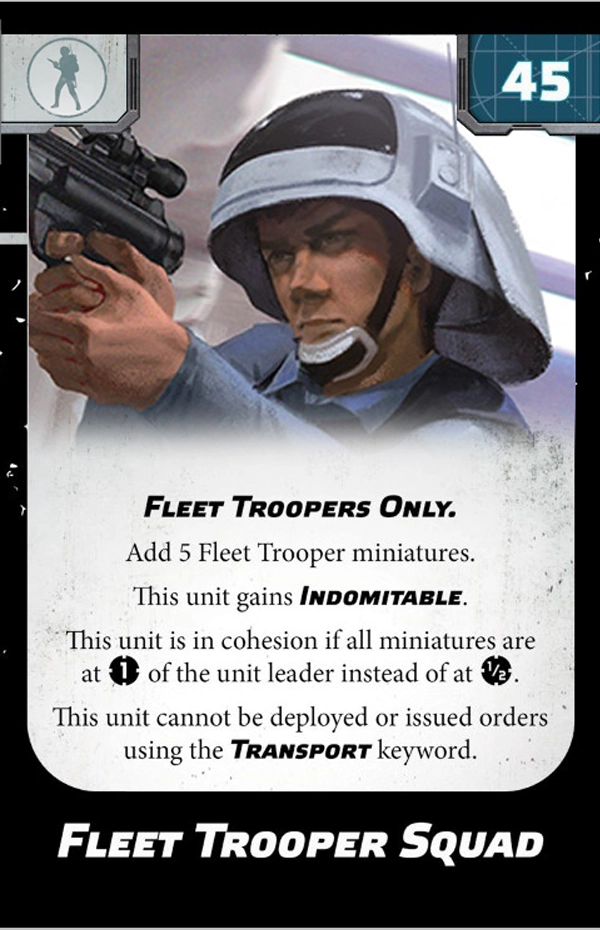 45
Fleet Troopers Only.
Add 5 Fleet Trooper miniatures.
This unit gains Indomitable.
This unit is in cohesion if all miniatures are
at 1 of the unit leader instead of at ½.
This unit cannot be deployed or issued orders
using the Transport keyword.
Fleet Trooper Squad